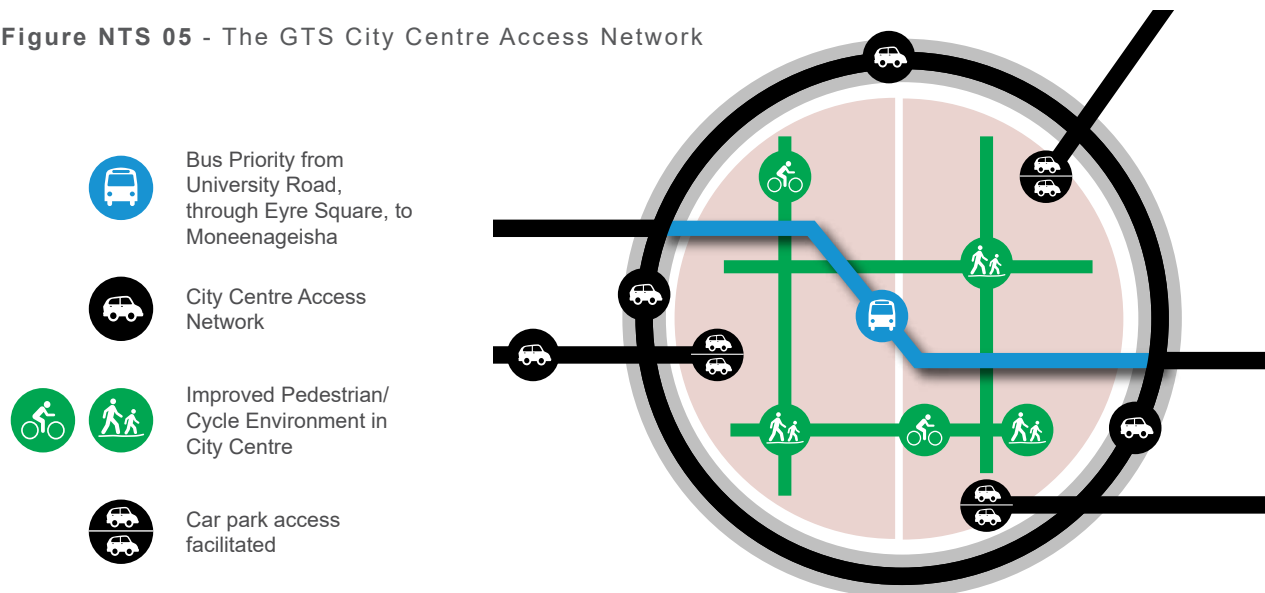 Figure NTS 05 - The GTS City Centre Access Network
Bus Priority from
University Road,
through Eyre Square, to
Moneenageisha
City Centre Access
Network
Improved Pedestrian/
Cycle Environment in
City Centre
Car park access
facilitated